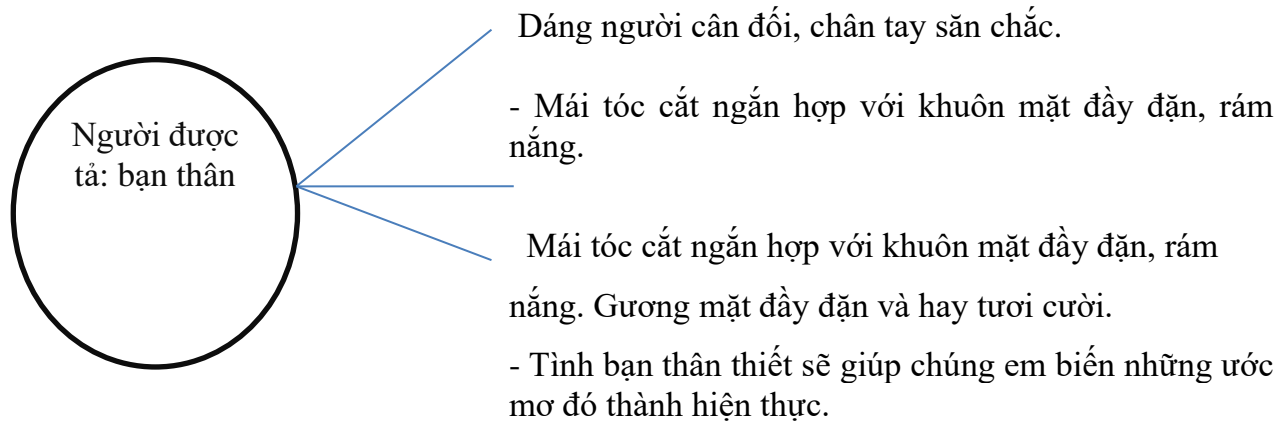 Người được
tả: bạn thân
Dáng người cân đối, chân tay săn chắc.
- Mái tóc cắt ngắn hợp với khuôn mặt đầy đặn, rám
nắng.
Mái tóc cắt ngắn hợp với khuôn mặt đầy đặn, rám
nắng. Gương mặt đầy đặn và hay tươi cười.
- Tình bạn thân thiết sẽ giúp chúng em biến những ước
mơ đó thành hiện thực.